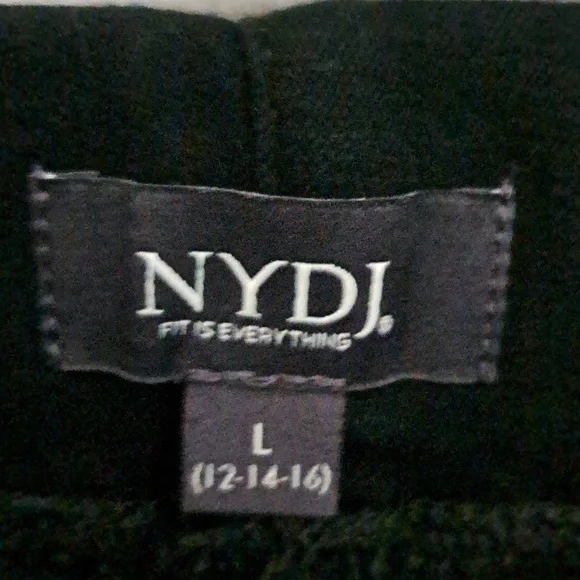 NYDJ®
FIT IS EVERYTHING
L
(12-14-16)